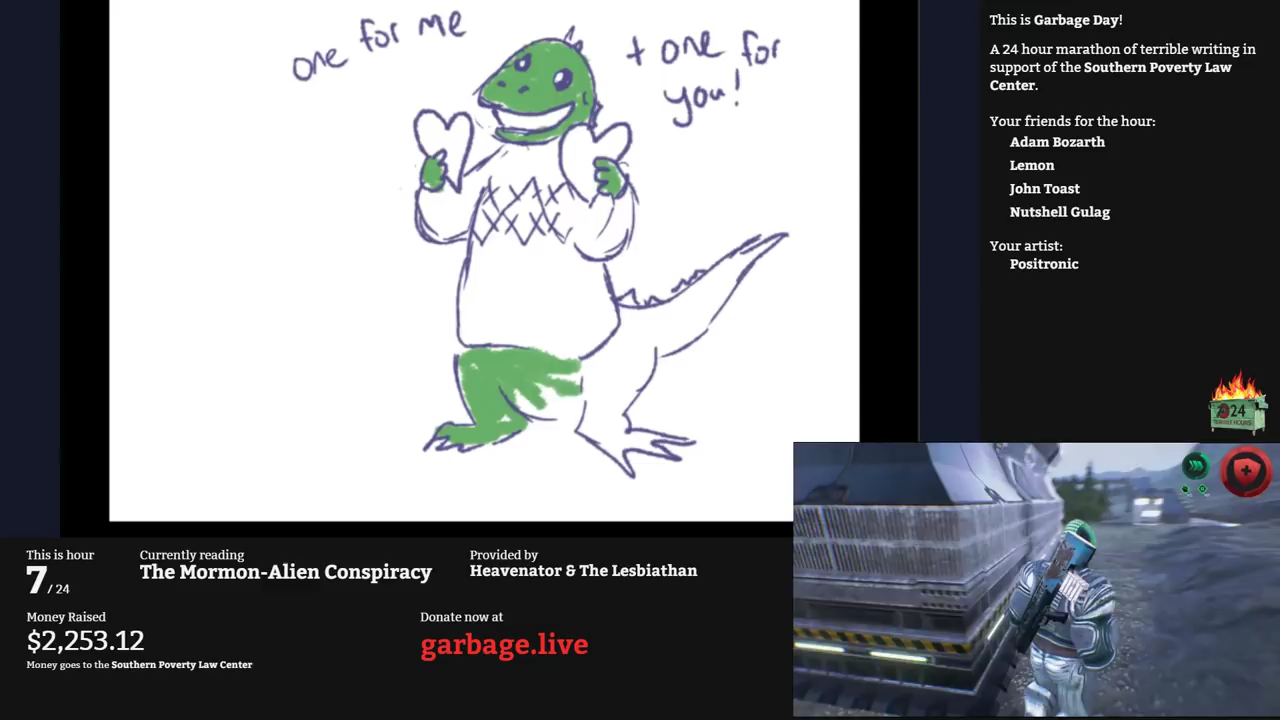 one for me
+ one for
you!
This is Garbage Day!
A 24 hour marathon of terrible writing in
support of the Southern Poverty Law
Center.
Your friends for the hour:
Adam Bozarth
Lemon
John Toast
Nutshell Gulag
Your artist:
Positronic
2024
This is hour
7 / 24
Currently reading
The Mormon-Alien Conspiracy
Provided by
Heavenator & The Lesbiathan
Money Raised
$2,253.12
Money goes to the Southern Poverty Law Center
Donate now at
garbage.live